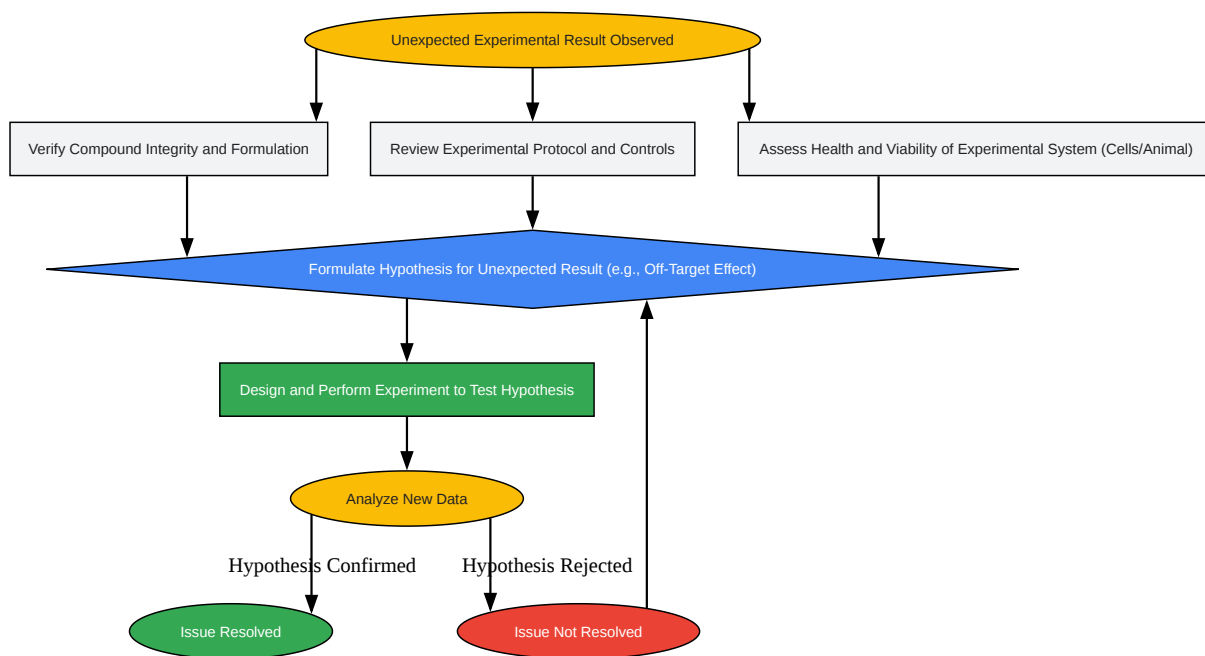 Unexpected Experimental Result Observed
Verify Compound Integrity and Formulation
Review Experimental Protocol and Controls
Assess Health and Viability of Experimental System (Cells/Animal)
Formulate Hypothesis for Unexpected Result (e.g., Off-Target Effect)
Design and Perform Experiment to Test Hypothesis
Analyze New Data
Hypothesis Confirmed
Hypothesis Rejected
Issue Resolved
Issue Not Resolved